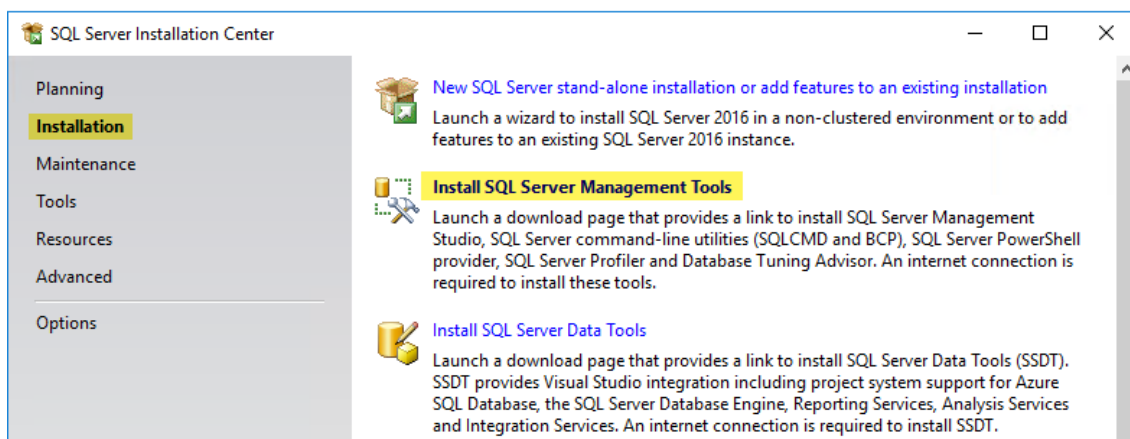 SQL Server Installation Center
Planning
Installation
Maintenance
Tools
Resources
Advanced
Options
New SQL Server stand-alone installation or add features to an existing installation
Launch a wizard to install SQL Server 2016 in a non-clustered environment or to add
features to an existing SQL Server 2016 instance.
Install SQL Server Management Tools
Launch a download page that provides a link to install SQL Server Management
Studio, SQL Server command-line utilities (SQLCMD and BCP), SQL Server PowerShell
provider, SQL Server Profiler and Database Tuning Advisor. An internet connection is
required to install these tools.
Install SQL Server Data Tools
Launch a download page that provides a link to install SQL Server Data Tools (SSDT).
SSDT provides Visual Studio integration including project system support for Azure
SQL Database, the SQL Server Database Engine, Reporting Services, Analysis Services
and Integration Services. An internet connection is required to install SSDT.